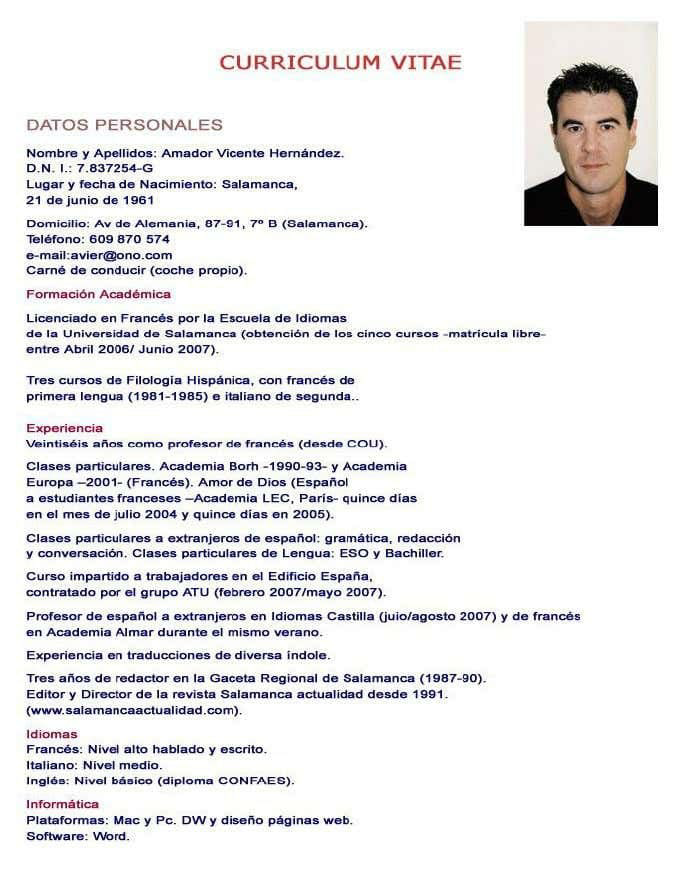 CURRICULUM VITAE
DATOS PERSONALES
Nombre y Apellidos: Amador Vicente Hernández.
D.N. I.: 7.837254-G
Lugar y fecha de Nacimiento: Salamanca,
21 de junio de 1961
Domicilio: Av de Alemania, 87-91, 7º B (Salamanca).
Teléfono: 609 870 574
e-mail:avier@ono.com
Carné de conducir (coche propio).
Formación Académica
Licenciado en Francés por la Escuela de Idiomas
de la Universidad de Salamanca (obtención de los cinco cursos -matrícula libre-
entre Abril 2006/ Junio 2007).
Tres cursos de Filología Hispánica, con francés de
primera lengua (1981-1985) e italiano de segunda..
Experiencia
Veintiséis años como profesor de francés (desde COU).
Clases particulares. Academia Borh -1990-93- y Academia
Europa –2001- (Francés). Amor de Dios (Español
a estudiantes franceses –Academia LEC, París- quince días
en el mes de julio 2004 y quince días en 2005).
Clases particulares a extranjeros de español: gramática, redacción
y conversación. Clases particulares de Lengua: ESO y Bachiller.
Curso impartido a trabajadores en el Edificio España,
contratado por el grupo ATU (febrero 2007/mayo 2007).
Profesor de español a extranjeros en Idiomas Castilla (juio/agosto 2007) y de francés
en Academia Almar durante el mismo verano.
Experiencia en traducciones de diversa índole.
Tres años de redactor en la Gaceta Regional de Salamanca (1987-90).
Editor y Director de la revista Salamanca actualidad desde 1991.
(www.salamancaactualidad.com).
Idiomas
Francés: Nivel alto hablado y escrito.
Italiano: Nivel medio.
Inglés: Nivel básico (diploma CONFAES).
Informática
Plataformas: Mac y Pc. DW y diseño páginas web.
Software: Word.